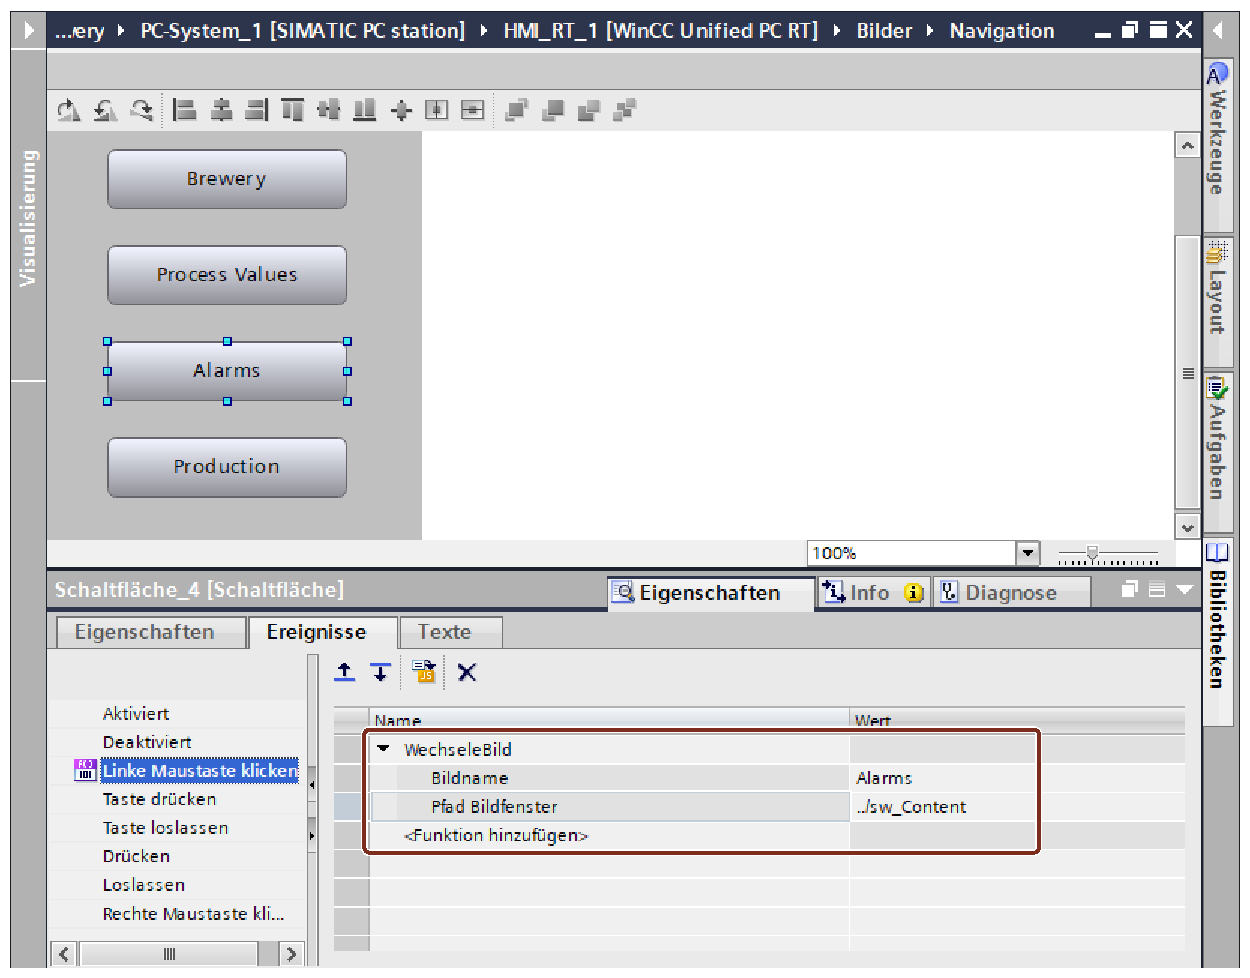 ...ery ▸ PC-System_1 [SIMATIC PC station] ▸ HMI_RT_1 [WinCC Unified PC RT] ▸ Bilder ▸ Navigation
Visualisierung
Brewery
Process Values
Alarms
Production
100%
Werkzeuge
Layout
Aufgaben
Bibliotheken
Schaltfläche_4 [Schaltfläche]
Eigenschaften
Info
Diagnose
Eigenschaften
Ereignisse
Texte
Aktiviert
Deaktiviert
Linke Maustaste klicken
Taste drücken
Taste loslassen
Drücken
Loslassen
Rechte Maustaste kli...
Name Wert
WechseleBild
Bildname Alarms
Pfad Bildfenster ../sw_Content
<Funktion hinzufügen>